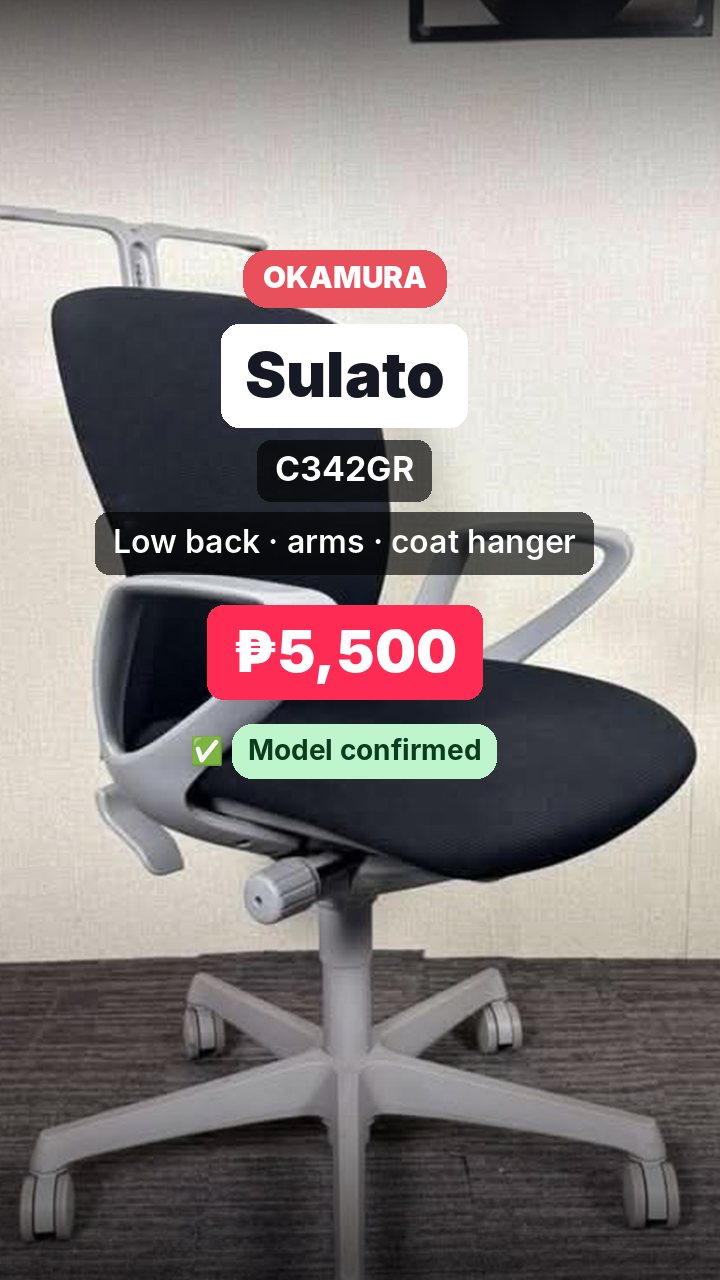 OKAMURA
Sulato
C342GR
Low back · arms · coat hanger
₱5,500
✅ Model confirmed